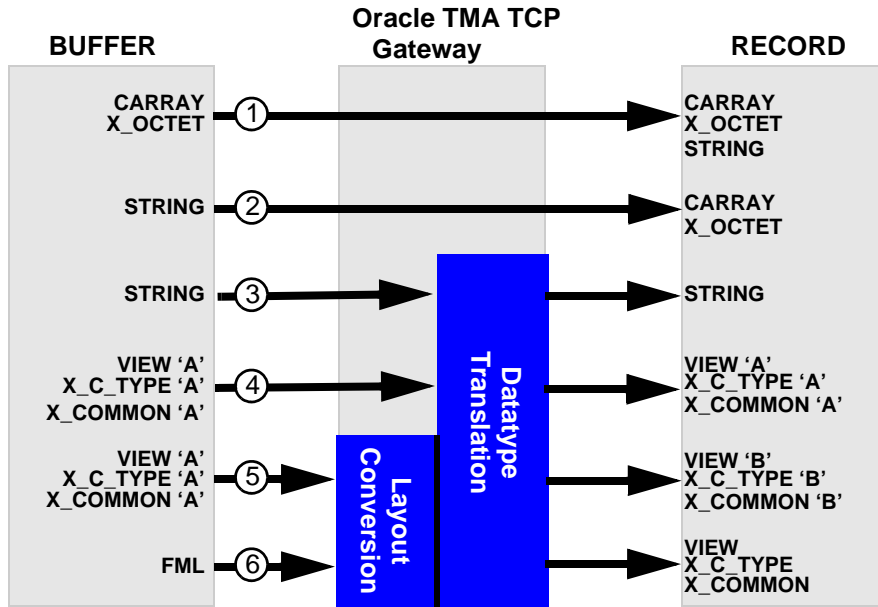 Oracle TMA TCP
Gateway
BUFFER
RECORD
CARRAY
X_OCTET
1
CARRAY
X_OCTET
STRING
STRING
2
CARRAY
X_OCTET
STRING
3
STRING
VIEW ‘A’
X_C_TYPE ‘A’
X_COMMON ‘A’
4
VIEW ‘A’
X_C_TYPE ‘A’
X_COMMON ‘A’
VIEW ‘A’
X_C_TYPE ‘A’
X_COMMON ‘A’
5
VIEW ‘B’
X_C_TYPE ‘B’
X_COMMON ‘B’
FML
6
VIEW
X_C_TYPE
X_COMMON
Layout
Conversion
Datatype
Translation